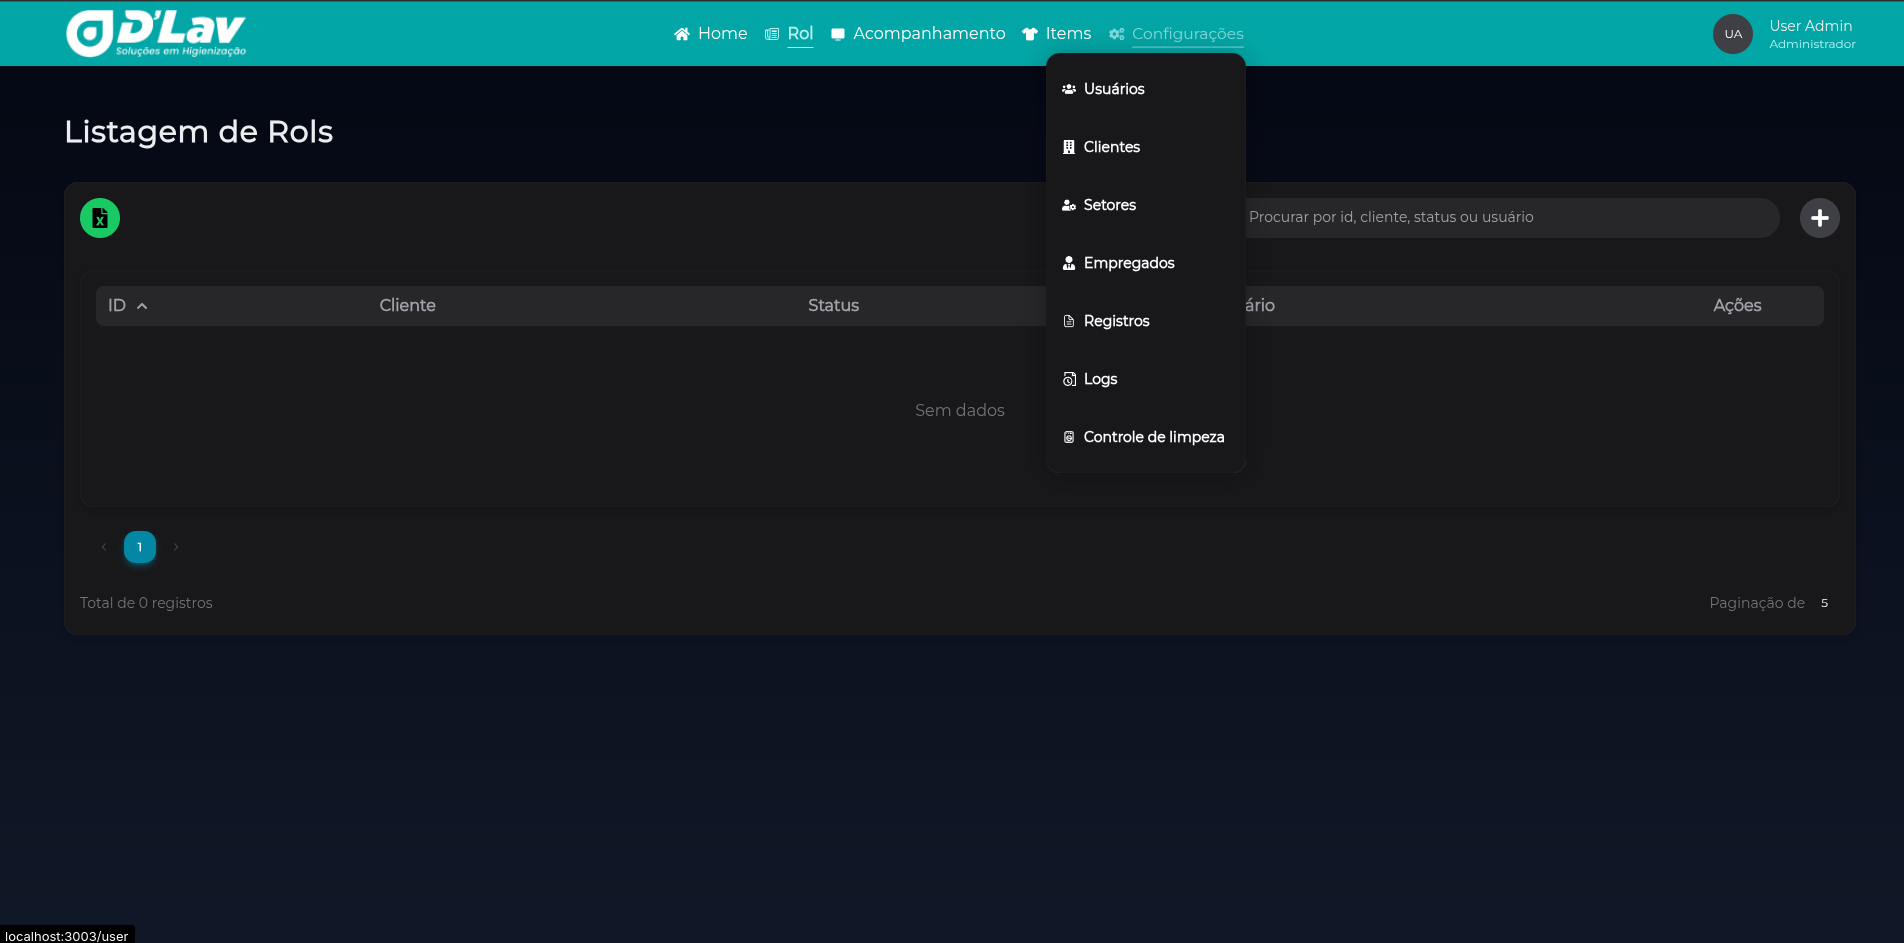 D'Lav
Soluções em Higienização
Home Rol Acompanhamento Items Configurações
UA
User Admin
Administrador
Usuários
Clientes
Setores
Empregados
Registros
Logs
Controle de limpeza
Listagem de Rols
Procurar por id, cliente, status ou usuário
ID Cliente Status ário Ações
Sem dados
1
Total de 0 registros
Paginação de 5
localhost:3003/user